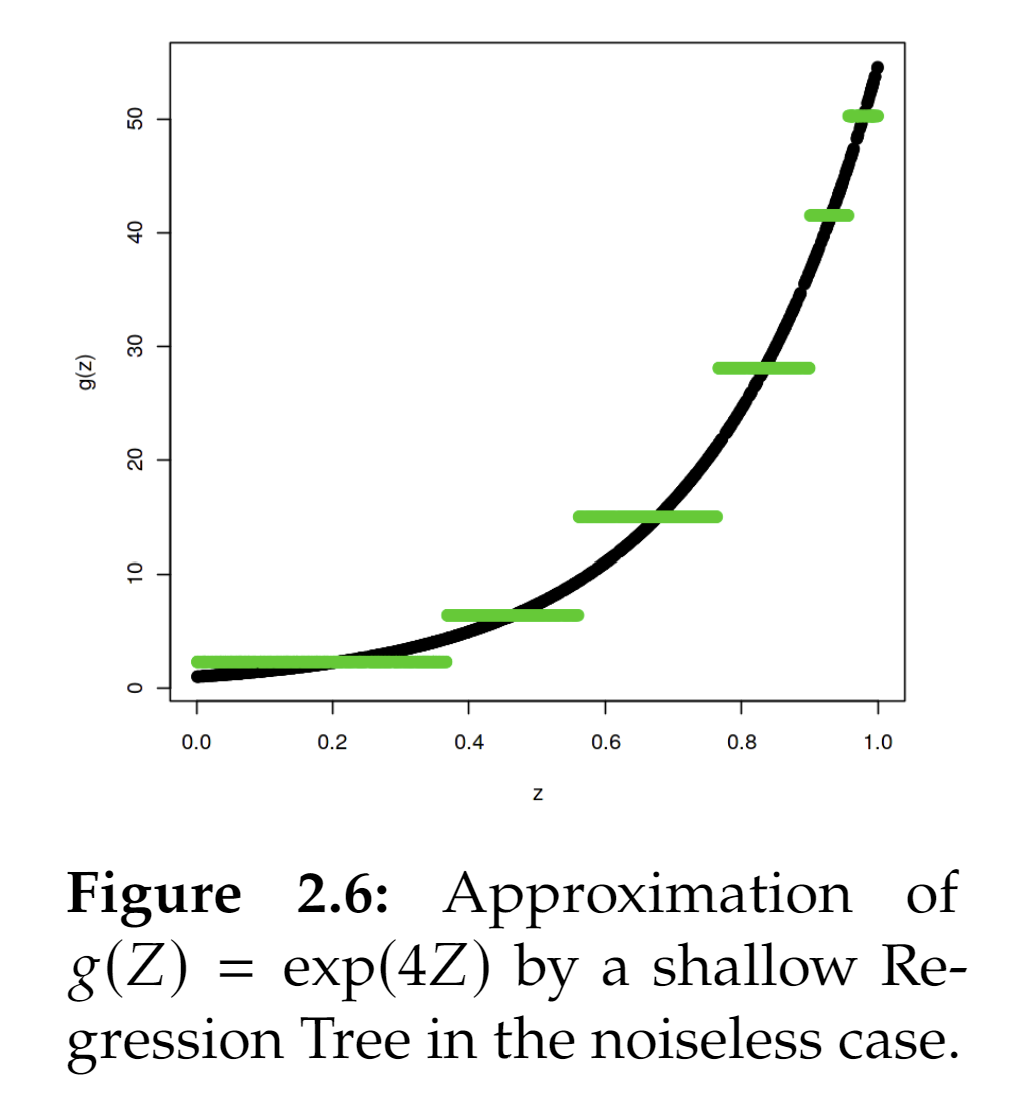 50
40
30
20
10
0
g(z)
0.0 0.2 0.4 0.6 0.8 1.0
z
Figure 2.6: Approximation of
g(Z) = exp(4Z) by a shallow Re-
gression Tree in the noiseless case.